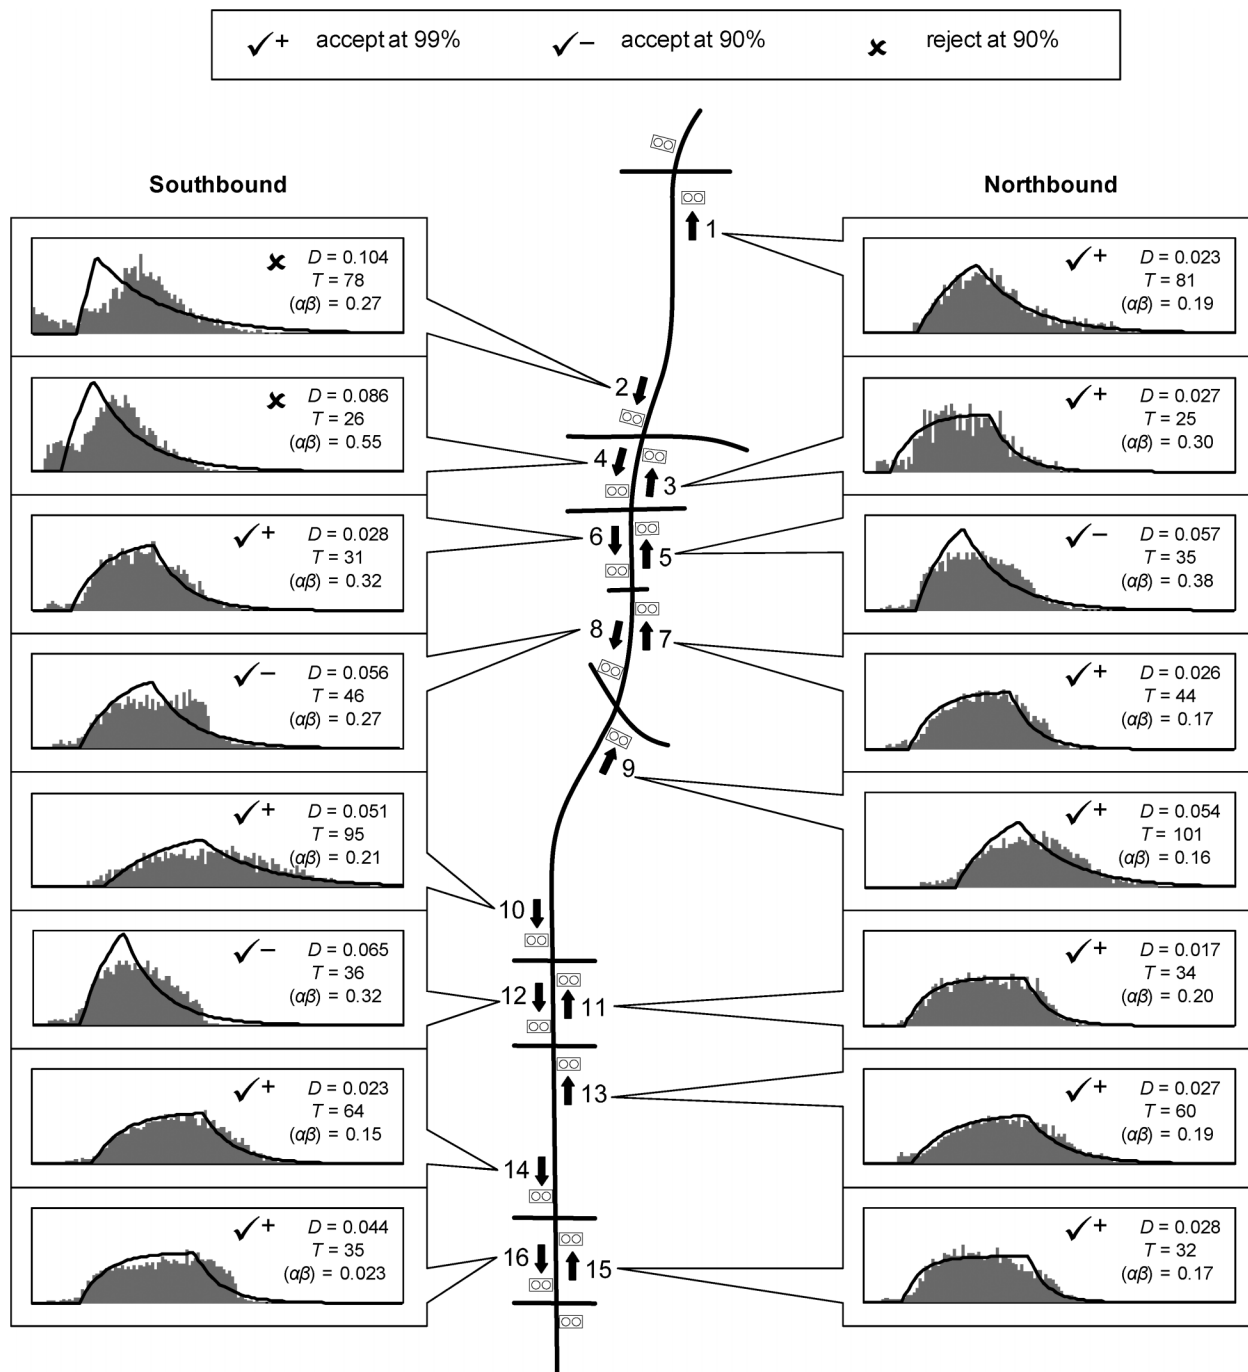 ✓+ accept at 99% ✓− accept at 90% ✘ reject at 90%
Southbound
✘ D = 0.104
T = 78
(αβ) = 0.27
✘ D = 0.086
T = 26
(αβ) = 0.55
✓+ D = 0.028
T = 31
(αβ) = 0.32
✓− D = 0.056
T = 46
(αβ) = 0.27
✓+ D = 0.051
T = 95
(αβ) = 0.21
✓− D = 0.065
T = 36
(αβ) = 0.32
✓+ D = 0.023
T = 64
(αβ) = 0.15
✓+ D = 0.044
T = 35
(αβ) = 0.023
1
2
4
3
6
5
8
7
9
10
12
11
13
14
16
15
Northbound
✓+ D = 0.023
T = 81
(αβ) = 0.19
✓+ D = 0.027
T = 25
(αβ) = 0.30
✓− D = 0.057
T = 35
(αβ) = 0.38
✓+ D = 0.026
T = 44
(αβ) = 0.17
✓+ D = 0.054
T = 101
(αβ) = 0.16
✓+ D = 0.017
T = 34
(αβ) = 0.20
✓+ D = 0.027
T = 60
(αβ) = 0.19
✓+ D = 0.028
T = 32
(αβ) = 0.17